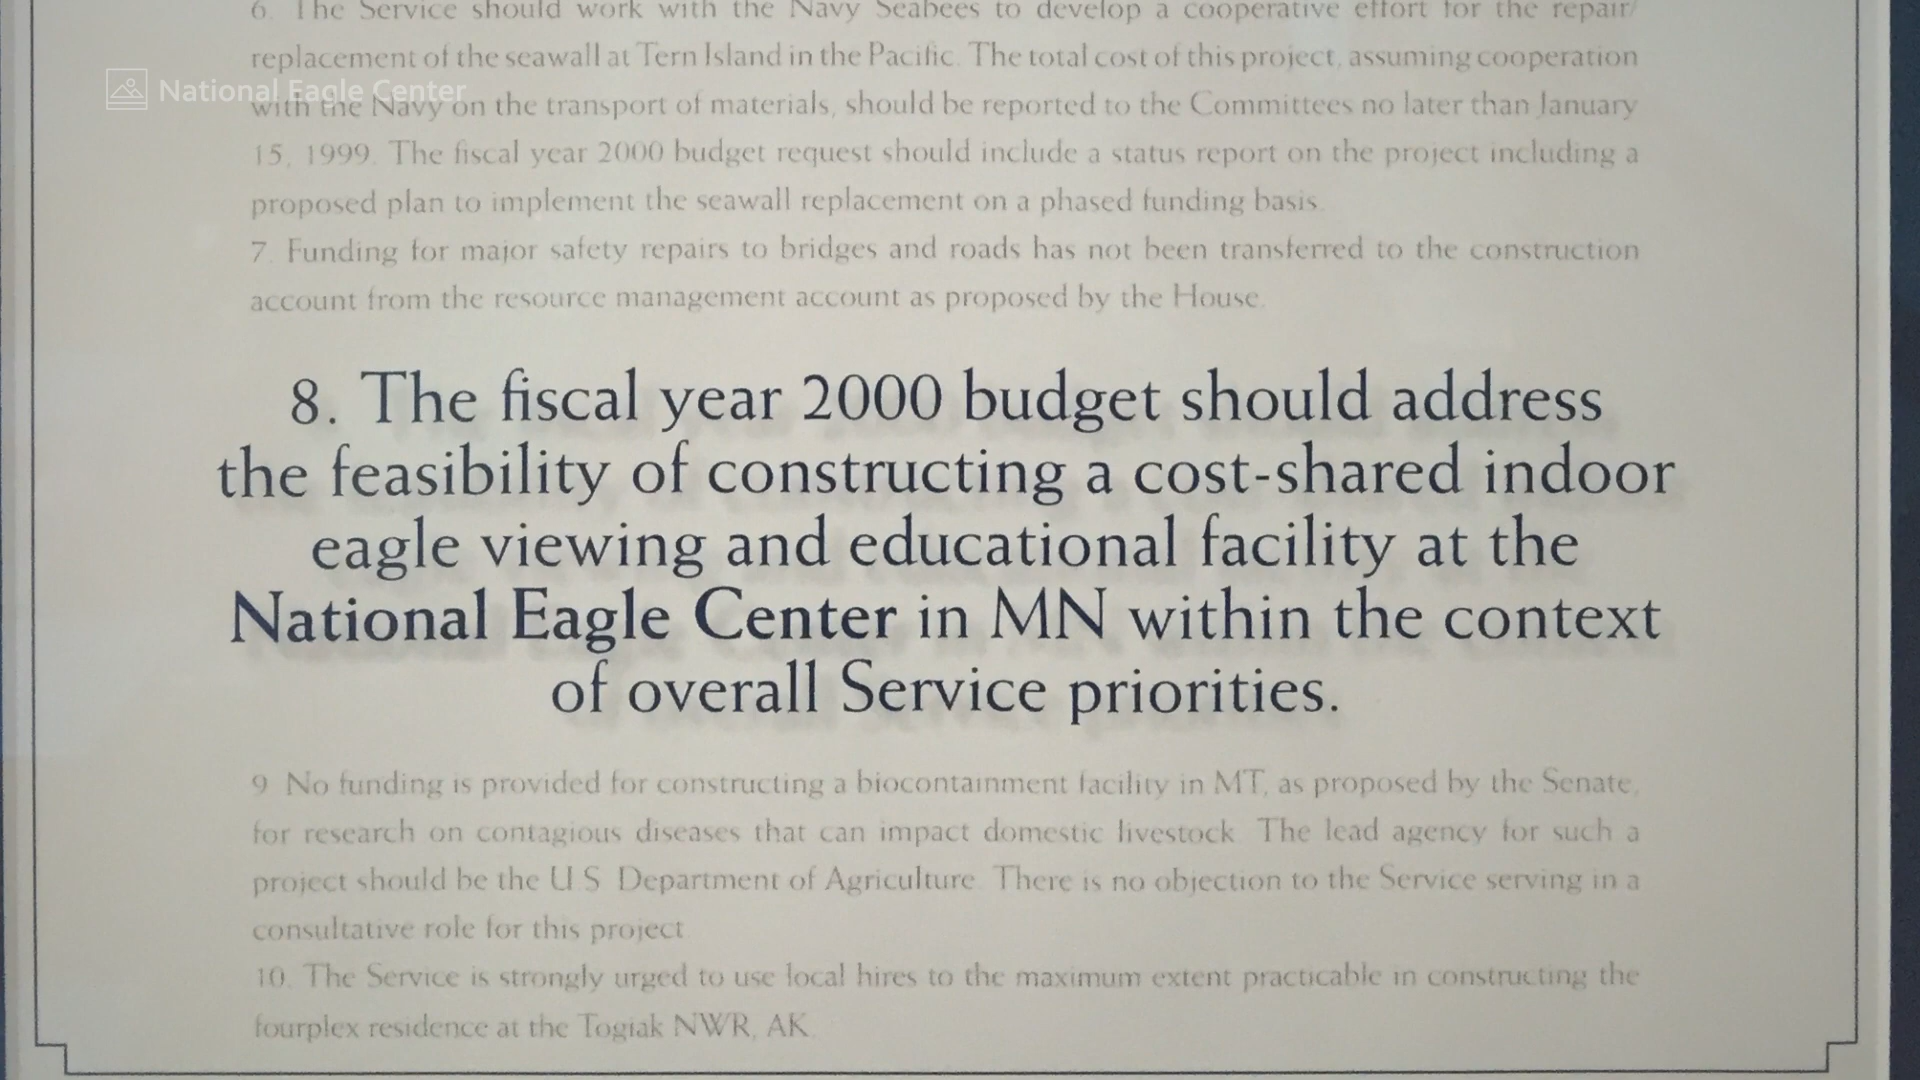 6. The Service should work with the Navy Seabees to develop a cooperative effort for the repair/
replacement of the seawall at Tern Island in the Pacific. The total cost of this project, assuming cooperation
National Eagle Center
with the Navy on the transport of materials, should be reported to the Committees no later than January
15, 1999. The fiscal year 2000 budget request should include a status report on the project including a
proposed plan to implement the seawall replacement on a phased funding basis.
7. Funding for major safety repairs to bridges and roads has not been transferred to the construction
account from the resource management account as proposed by the House.
8. The fiscal year 2000 budget should address
the feasibility of constructing a cost-shared indoor
eagle viewing and educational facility at the
National Eagle Center in MN within the context
of overall Service priorities.
9 No funding is provided for constructing a biocontainment facility in MT, as proposed by the Senate,
for research on contagious diseases that can impact domestic livestock. The lead agency for such a
project should be the U.S. Department of Agriculture. There is no objection to the Service serving in a
consultative role for this project
10. The Service is strongly urged to use local hires to the maximum extent practicable in constructing the
fourplex residence at the Togiak NWR, AK.